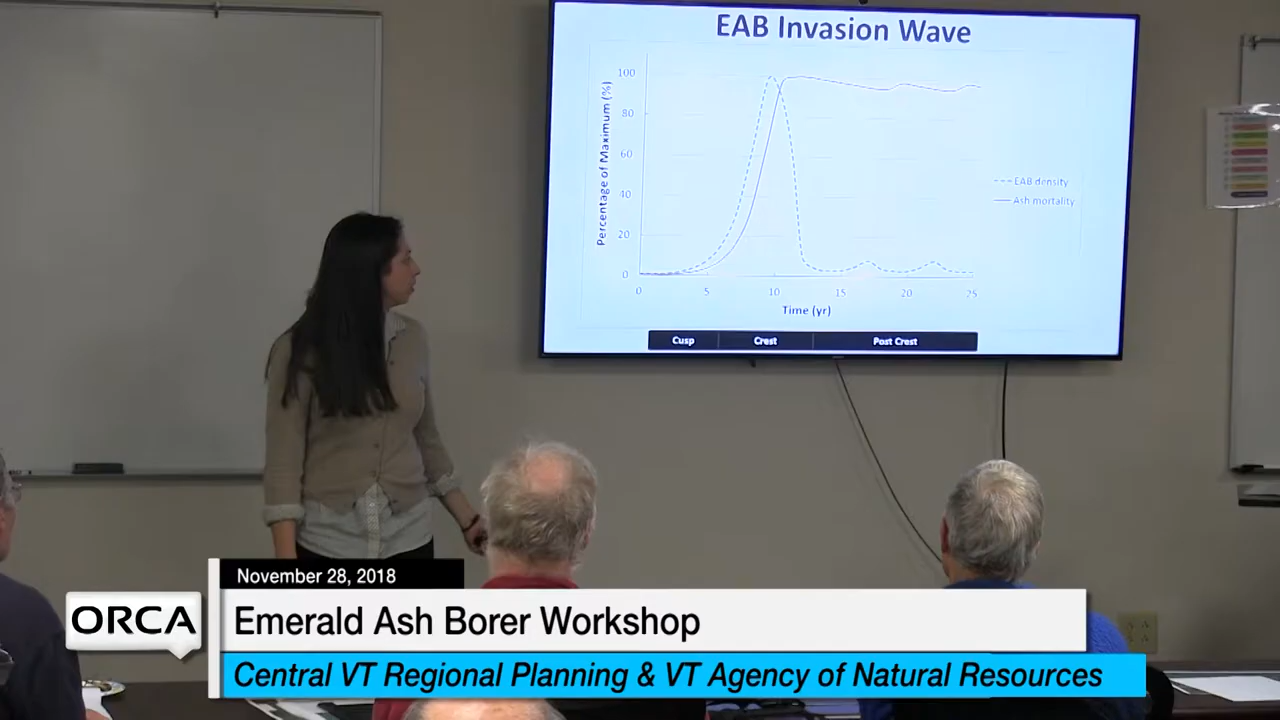 EAB Invasion Wave
Percentage of Maximum (%)
100
80
60
40
20
0
0 5 10 15 20 25
Time (yr)
EAB density
Ash mortality
Cusp Crest Post Crest
November 28, 2018
ORCA
Emerald Ash Borer Workshop
Central VT Regional Planning & VT Agency of Natural Resources